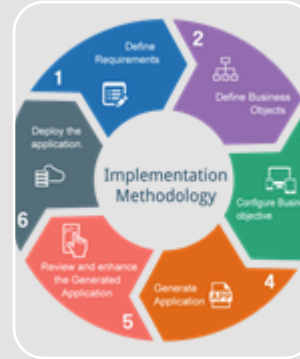 1
Define
Requirements
2
Define Business
Objects
Configure Busin
objective
4
Generate
Application
APP
5
Review and enhance
the Generated
Application
6
Deploy the
application.
Implementation
Methodology